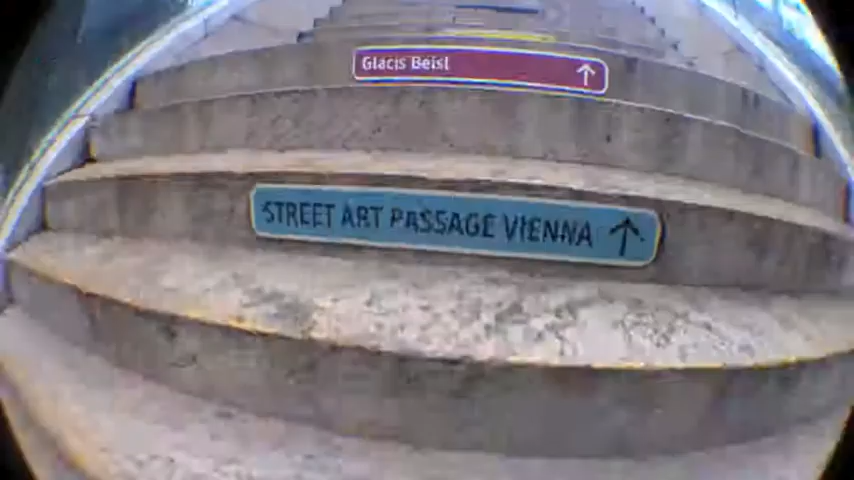 Glacis Beisl ↑
STREET ART PASSAGE VIENNA ↑